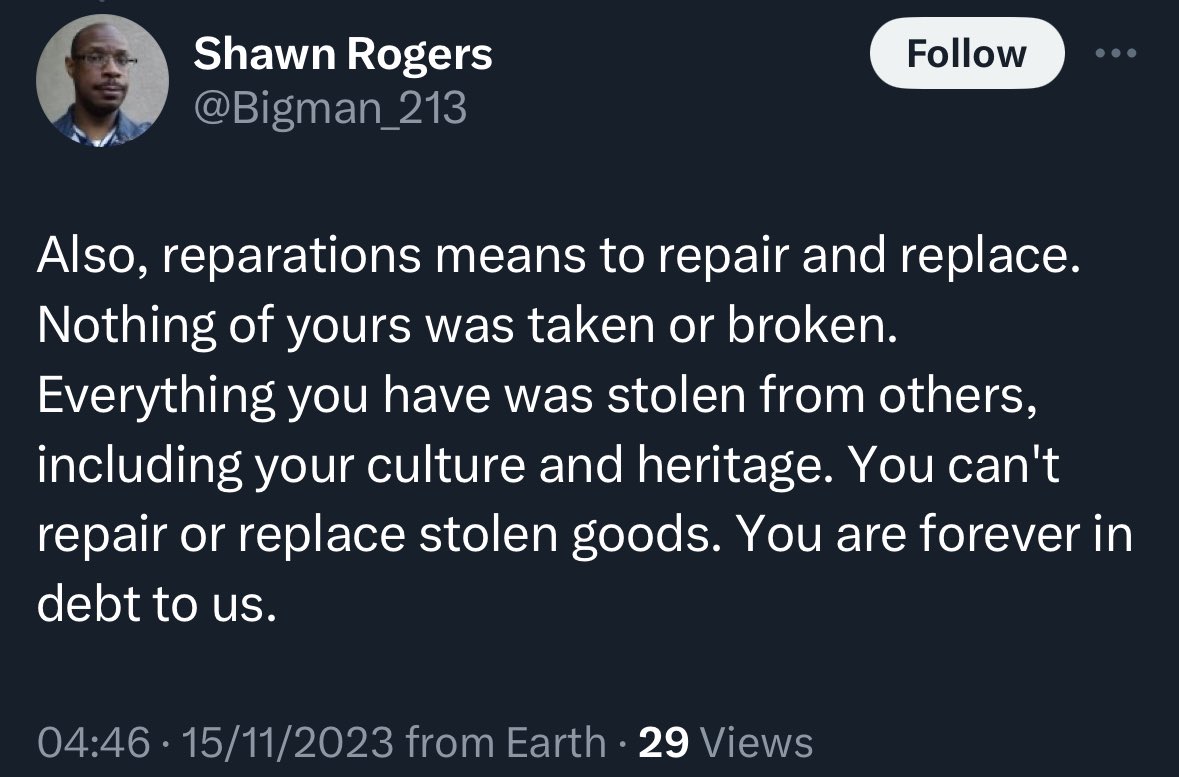 Shawn Rogers
@Bigman_213
Follow
Also, reparations means to repair and replace.
Nothing of yours was taken or broken.
Everything you have was stolen from others,
including your culture and heritage. You can't
repair or replace stolen goods. You are forever in
debt to us.
04:46 · 15/11/2023 from Earth · 29 Views